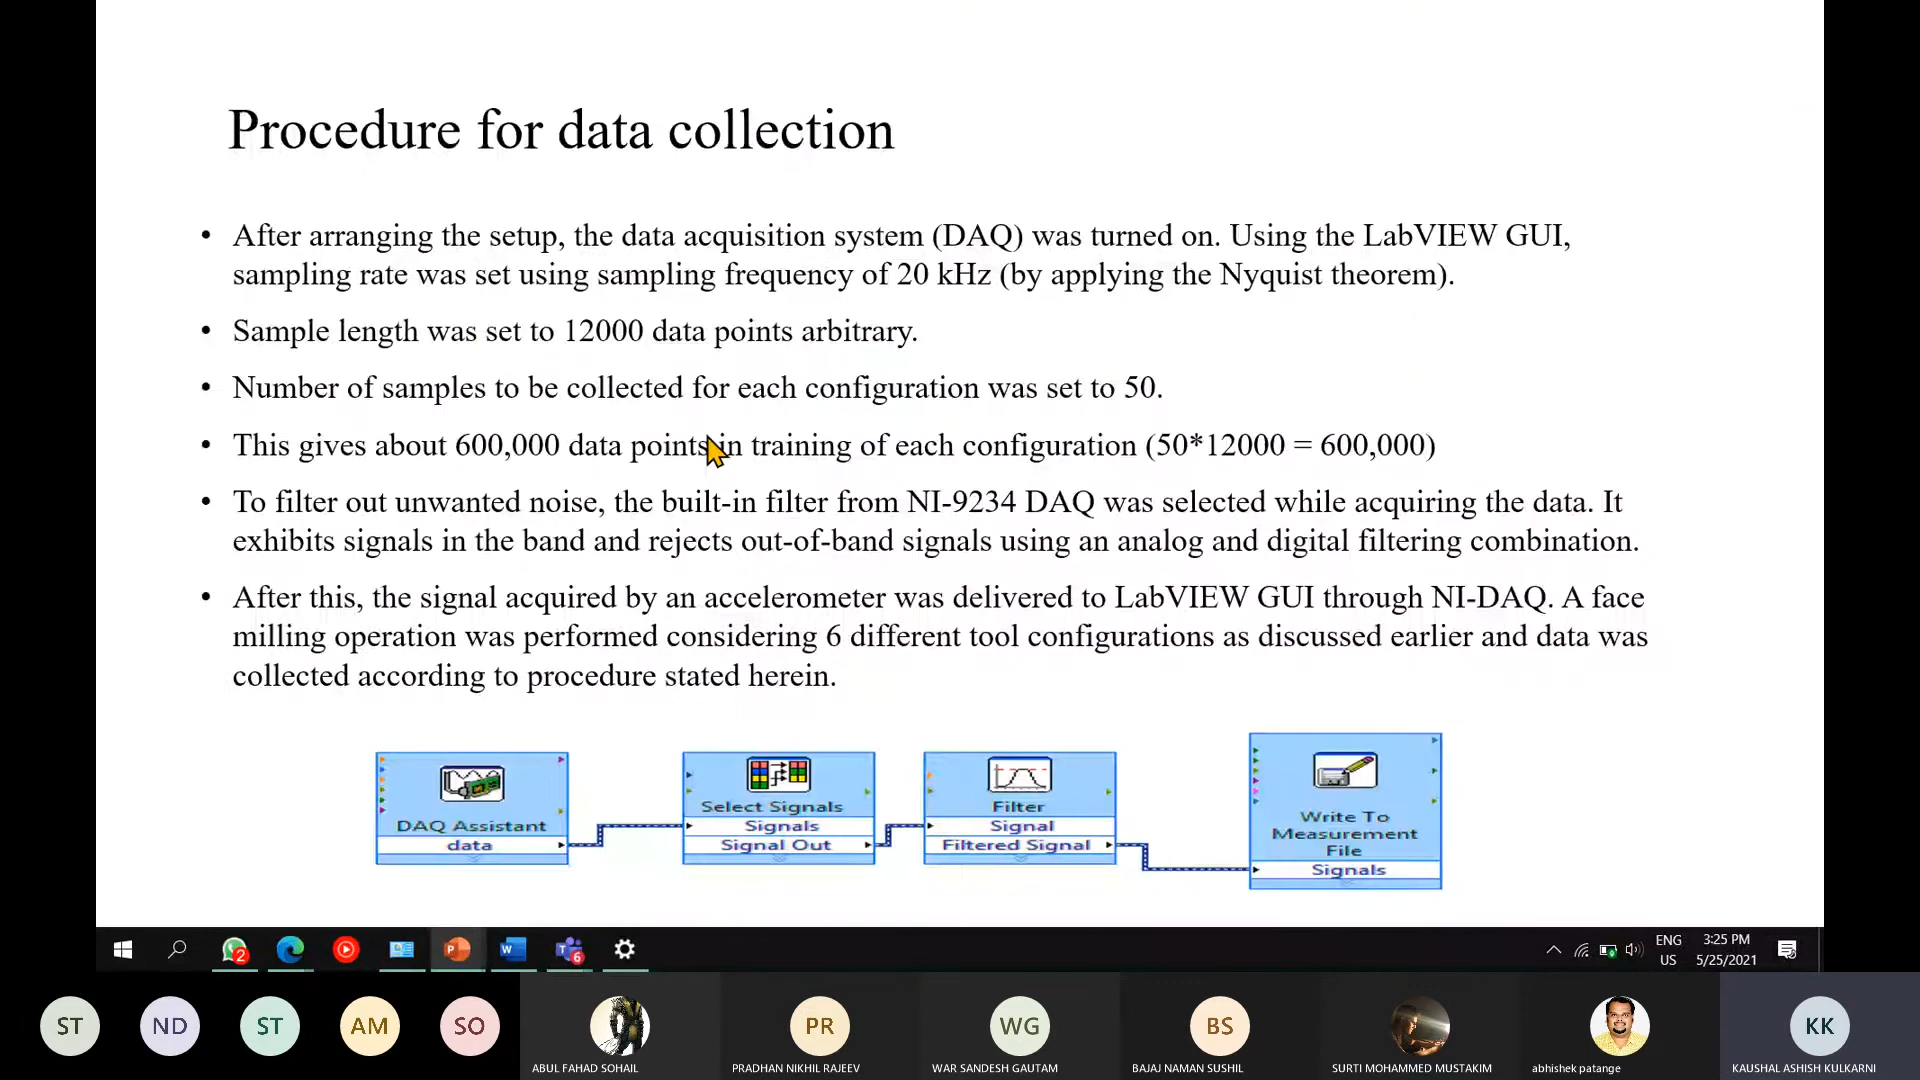 Procedure for data collection
• After arranging the setup, the data acquisition system (DAQ) was turned on. Using the LabVIEW GUI,
sampling rate was set using sampling frequency of 20 kHz (by applying the Nyquist theorem).
• Sample length was set to 12000 data points arbitrary.
• Number of samples to be collected for each configuration was set to 50.
• This gives about 600,000 data points in training of each configuration (50*12000 = 600,000)
• To filter out unwanted noise, the built-in filter from NI-9234 DAQ was selected while acquiring the data. It
exhibits signals in the band and rejects out-of-band signals using an analog and digital filtering combination.
• After this, the signal acquired by an accelerometer was delivered to LabVIEW GUI through NI-DAQ. A face
milling operation was performed considering 6 different tool configurations as discussed earlier and data was
collected according to procedure stated herein.
DAQ Assistant
data
Select Signals
Signals
Signal Out
Filter
Signal
Filtered Signal
Write To
Measurement
File
Signals
2
P
W
T
6
ENG
US
3:25 PM
5/25/2021
ST
ND
ST
AM
SO
ABUL FAHAD SOHAIL
PR
PRADHAN NIKHIL RAJEEV
WG
WAR SANDESH GAUTAM
BS
BAJAJ NAMAN SUSHIL
SURTI MOHAMMED MUSTAKIM
abhishek patange
KK
KAUSHAL ASHISH KULKARNI